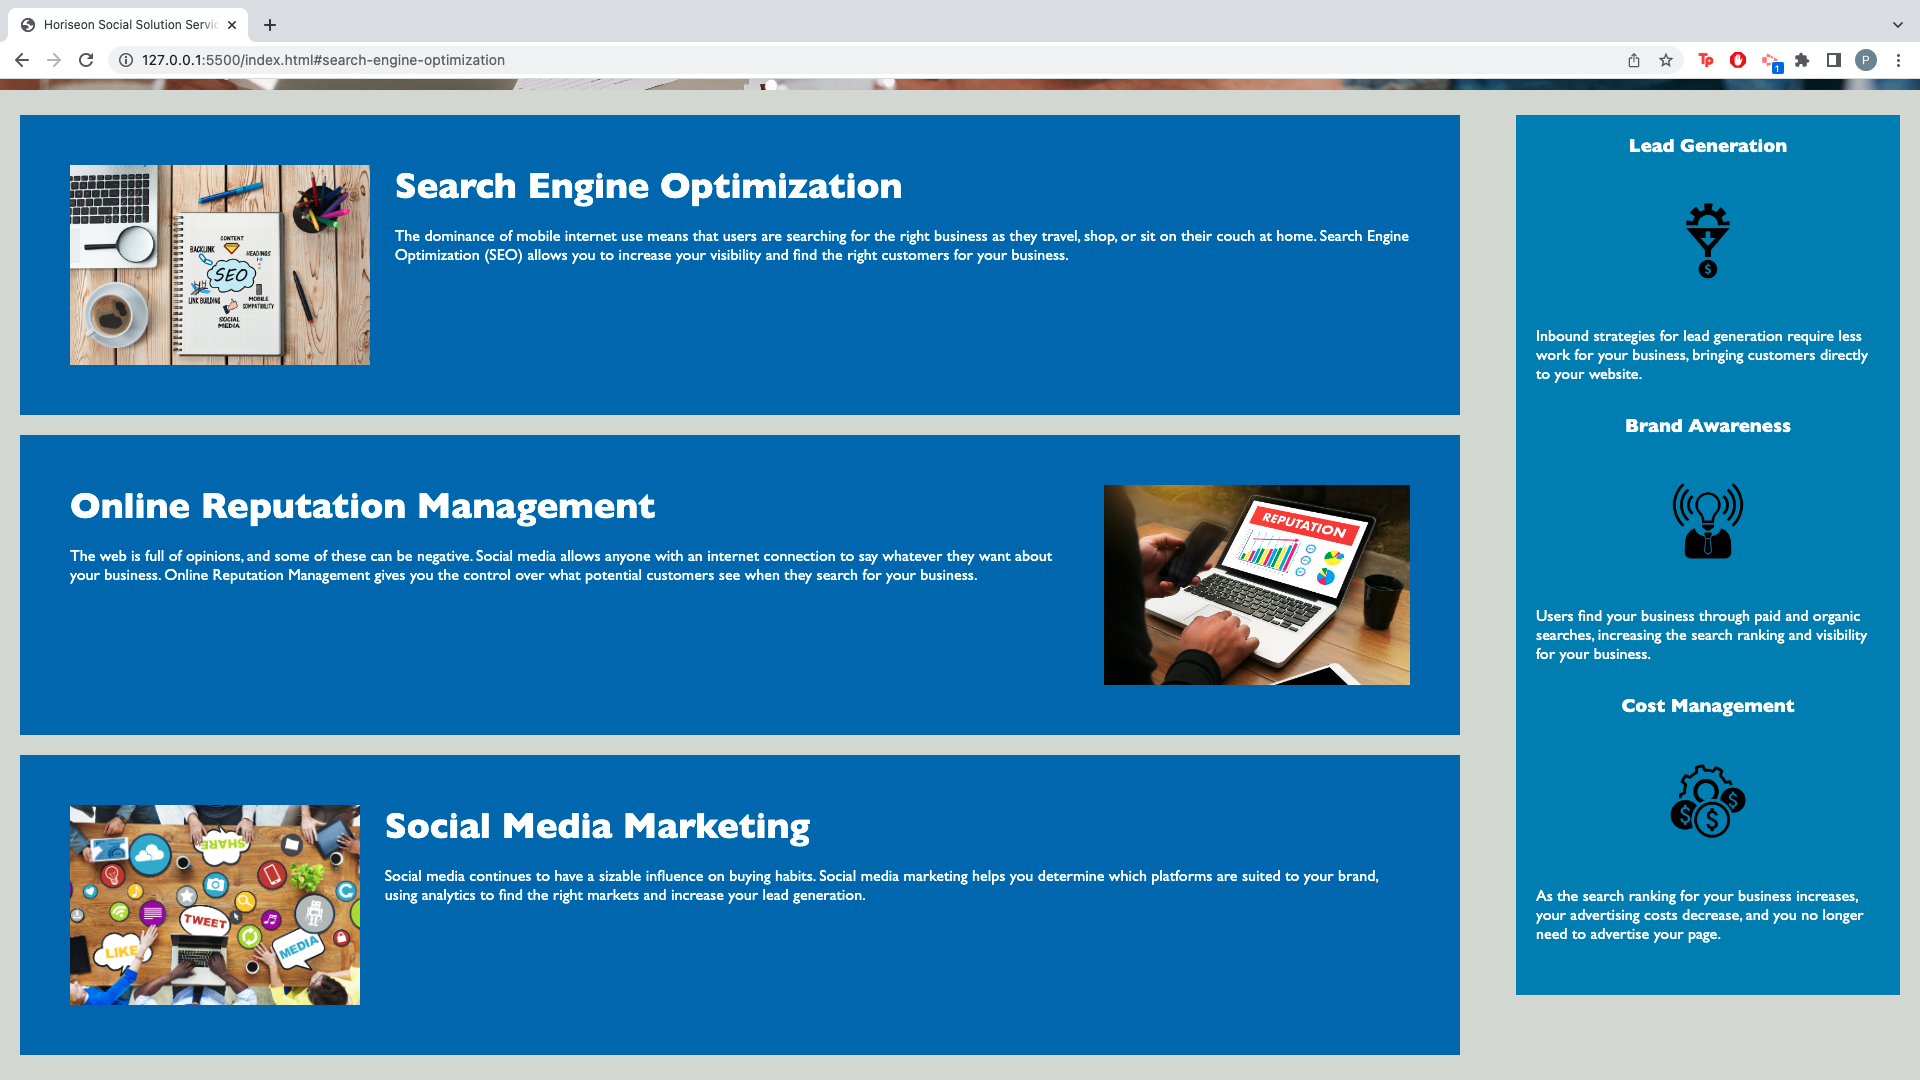 Horiseon Social Solution Servic
127.0.0.1:5500/index.html#search-engine-optimization
Tp
1
P
Search Engine Optimization
The dominance of mobile internet use means that users are searching for the right business as they travel, shop, or sit on their couch at home. Search Engine
Optimization (SEO) allows you to increase your visibility and find the right customers for your business.
CONTENT
BACKLINK
HEADINGS
SEO
LINK BUILDING
MOBILE
COMPATIBILITY
SOCIAL
MEDIA
Online Reputation Management
The web is full of opinions, and some of these can be negative. Social media allows anyone with an internet connection to say whatever they want about
your business. Online Reputation Management gives you the control over what potential customers see when they search for your business.
REPUTATION
Social Media Marketing
Social media continues to have a sizable influence on buying habits. Social media marketing helps you determine which platforms are suited to your brand,
using analytics to find the right markets and increase your lead generation.
SHARE
TWEET
LIKE
MEDIA
Lead Generation
$
Inbound strategies for lead generation require less
work for your business, bringing customers directly
to your website.
Brand Awareness
Users find your business through paid and organic
searches, increasing the search ranking and visibility
for your business.
Cost Management
$ $ $
As the search ranking for your business increases,
your advertising costs decrease, and you no longer
need to advertise your page.